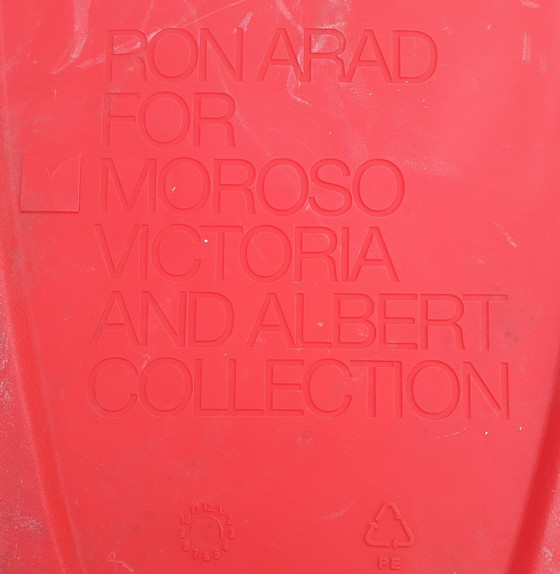 RON ARAD
FOR
MOROSO
VICTORIA
AND ALBERT
COLLECTION
PE